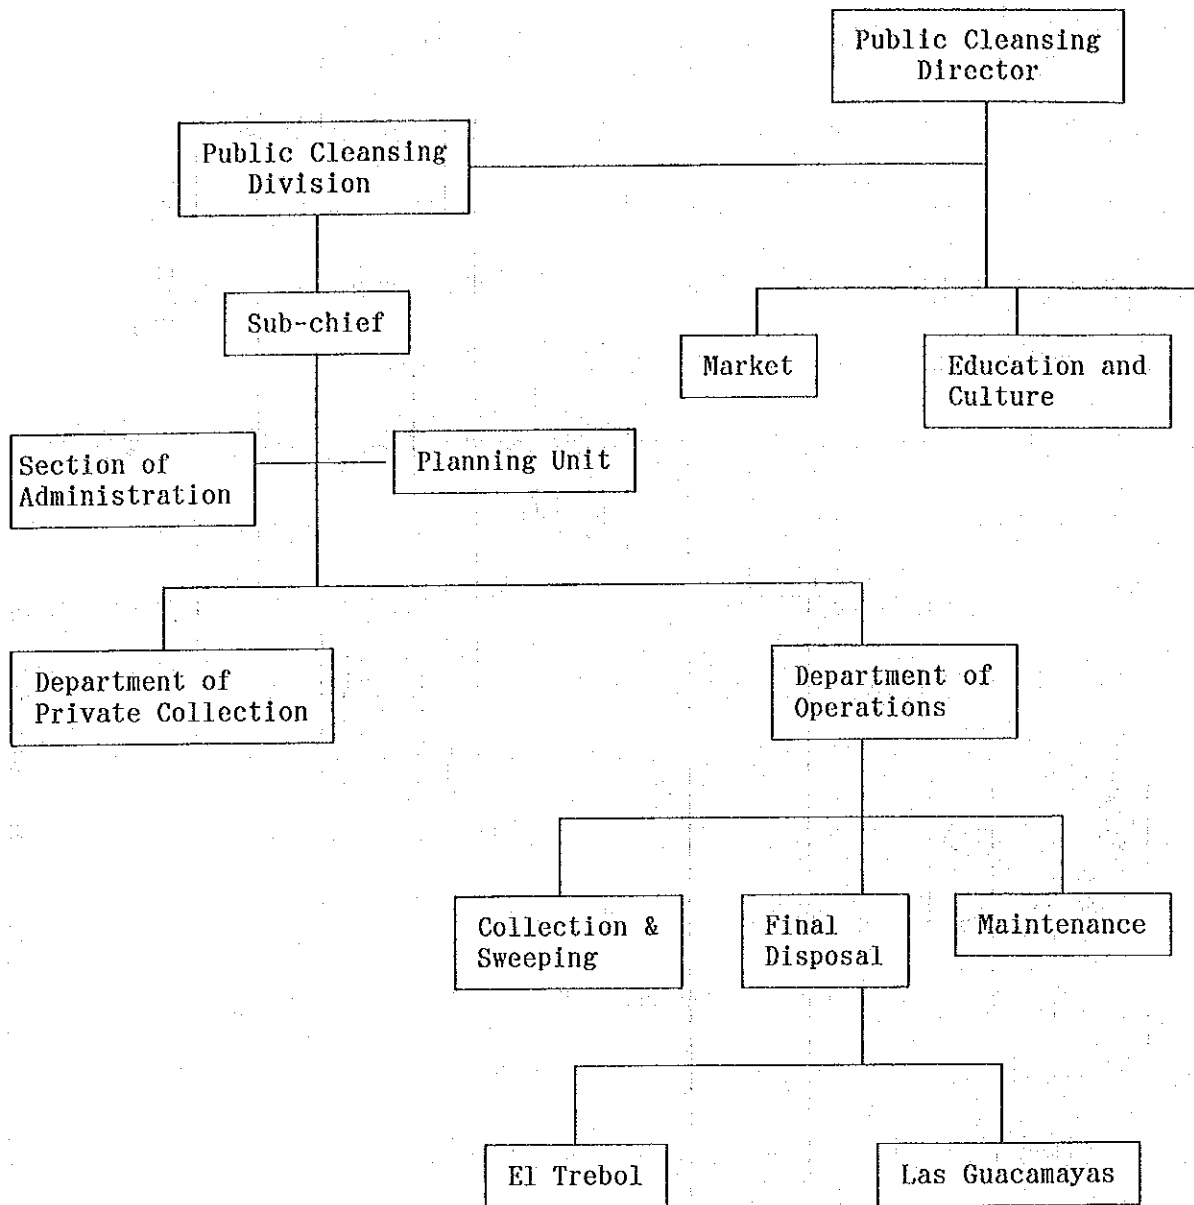 Public Cleansing
Director
Public Cleansing
Division
Sub-chief
Market
Education and
Culture
Section of
Administration
Planning Unit
Department of
Private Collection
Department of
Operations
Collection &
Sweeping
Final
Disposal
Maintenance
El Trebol
Las Guacamayas